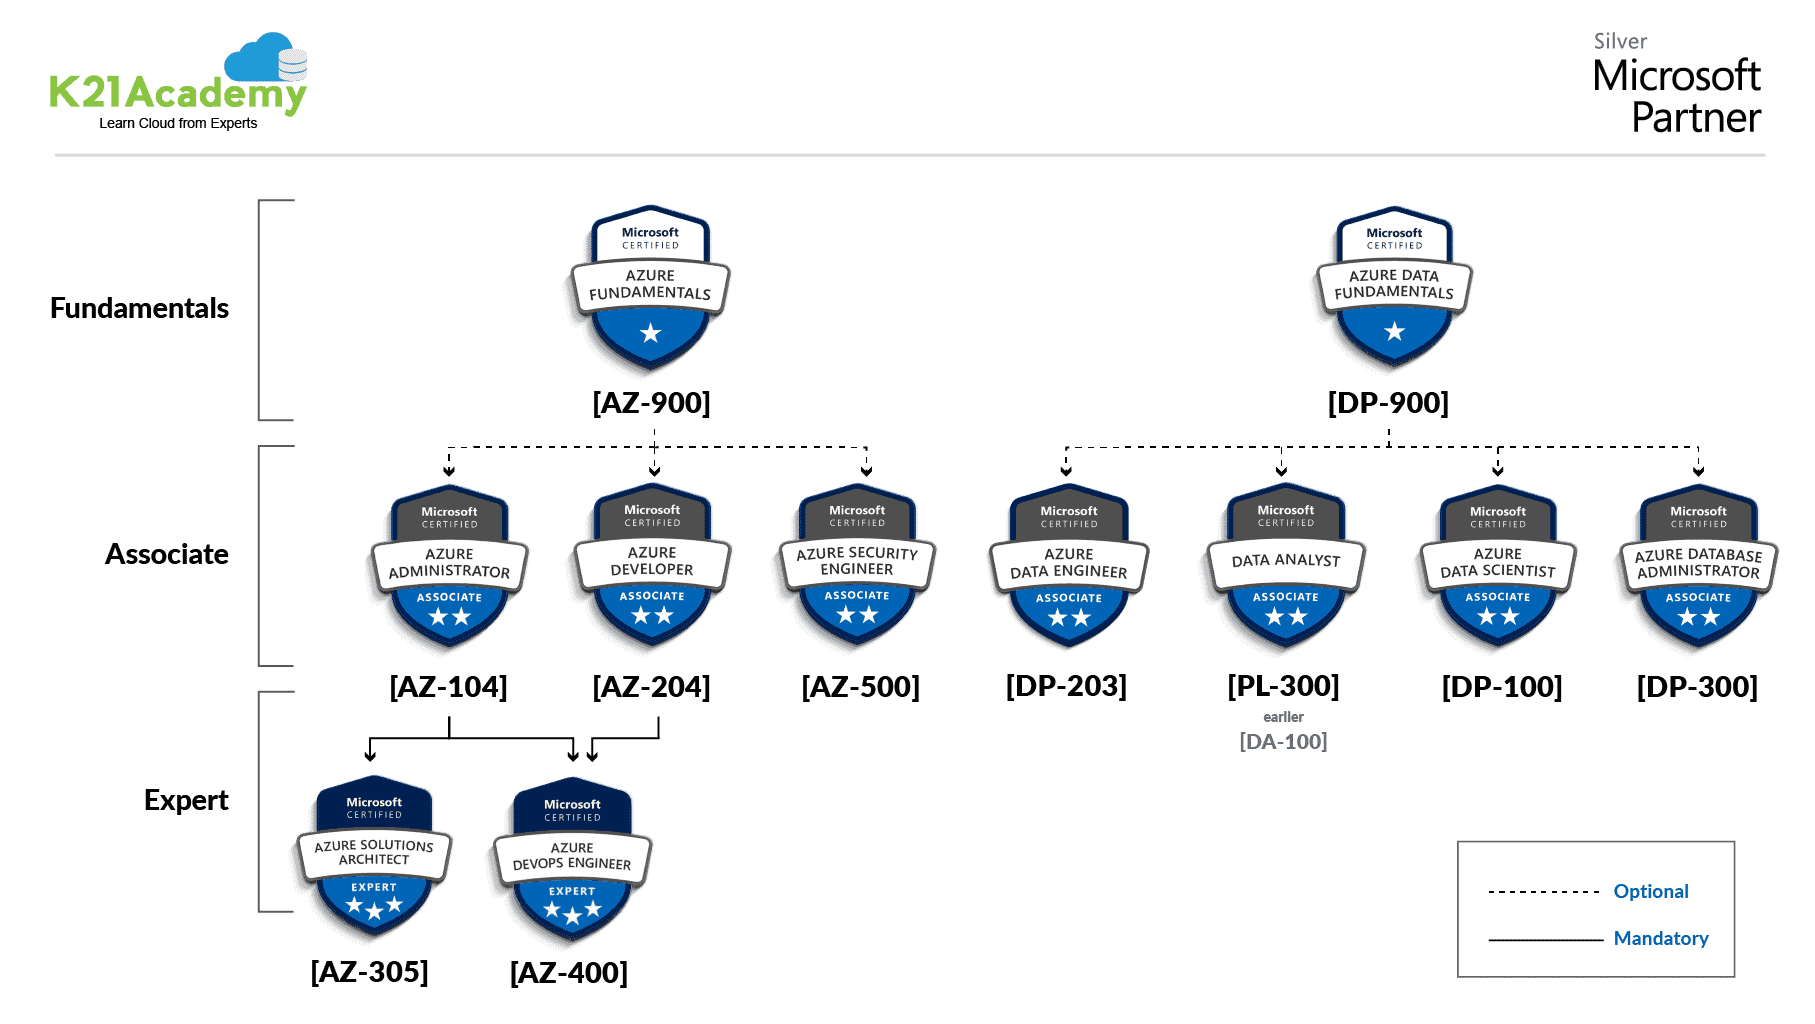 K21Academy
Learn Cloud from Experts
Silver
Microsoft
Partner
Fundamentals
Microsoft
CERTIFIED
AZURE
FUNDAMENTALS
[AZ-900]
Microsoft
CERTIFIED
AZURE DATA
FUNDAMENTALS
[DP-900]
Associate
Microsoft
CERTIFIED
AZURE
ADMINISTRATOR
ASSOCIATE
[AZ-104]
Microsoft
CERTIFIED
AZURE
DEVELOPER
ASSOCIATE
[AZ-204]
Microsoft
CERTIFIED
AZURE SECURITY
ENGINEER
ASSOCIATE
[AZ-500]
Microsoft
CERTIFIED
AZURE
DATA ENGINEER
ASSOCIATE
[DP-203]
Microsoft
CERTIFIED
DATA ANALYST
ASSOCIATE
[PL-300]
earlier
[DA-100]
Microsoft
CERTIFIED
AZURE
DATA SCIENTIST
ASSOCIATE
[DP-100]
Microsoft
CERTIFIED
AZURE DATABASE
ADMINISTRATOR
ASSOCIATE
[DP-300]
Expert
Microsoft
CERTIFIED
AZURE SOLUTIONS
ARCHITECT
EXPERT
[AZ-305]
Microsoft
CERTIFIED
AZURE
DEVOPS ENGINEER
EXPERT
[AZ-400]
Optional
Mandatory